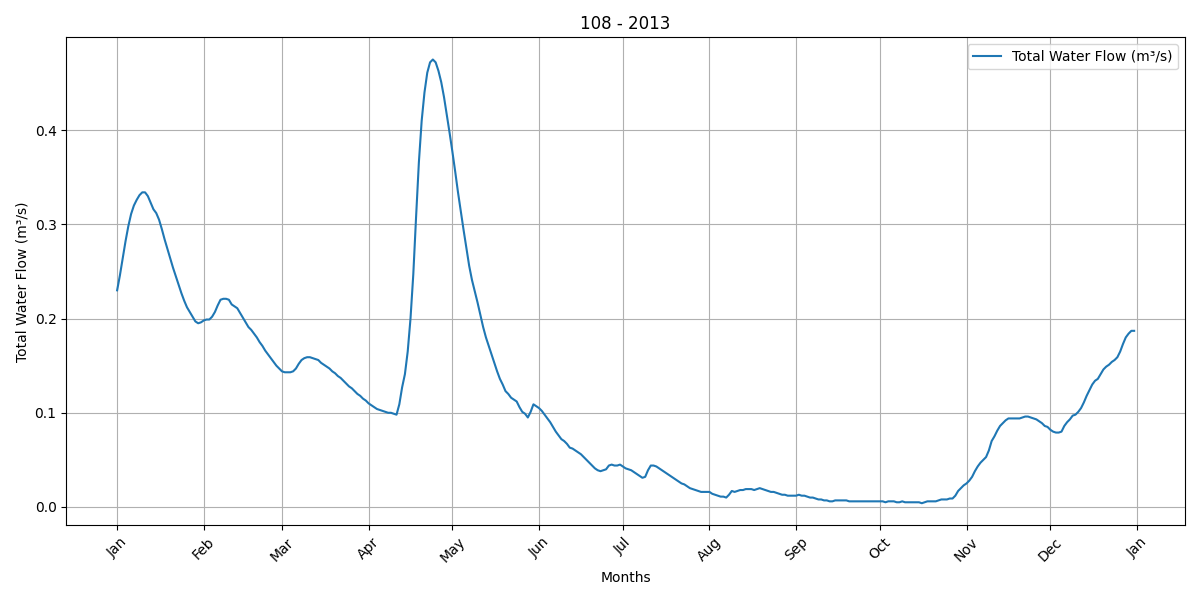 108 - 2013
Total Water Flow (m³/s)
Total Water Flow (m³/s)
0.4
0.3
0.2
0.1
0.0
Jan
Feb
Mar
Apr
May
Jun
Jul
Aug
Sep
Oct
Nov
Dec
Jan
Months